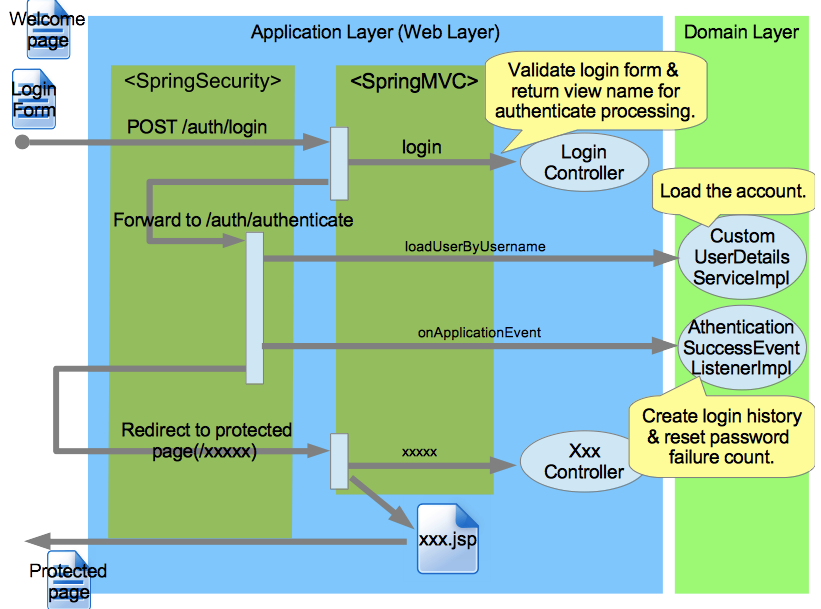 Welcome
page
Application Layer (Web Layer)
Domain Layer
<SpringSecurity>
<SpringMVC>
Validate login form &
return view name for
authenticate processing.
Login
Form
POST /auth/login
login
Login
Controller
Load the account.
Forward to /auth/authenticate
loadUserByUsername
Custom
UserDetails
ServiceImpl
onApplicationEvent
Athentication
SuccessEvent
ListenerImpl
Create login history
& reset password
failure count.
Redirect to protected
page(/xxxxx)
xxxxx
Xxx
Controller
xxx.jsp
Protected
page